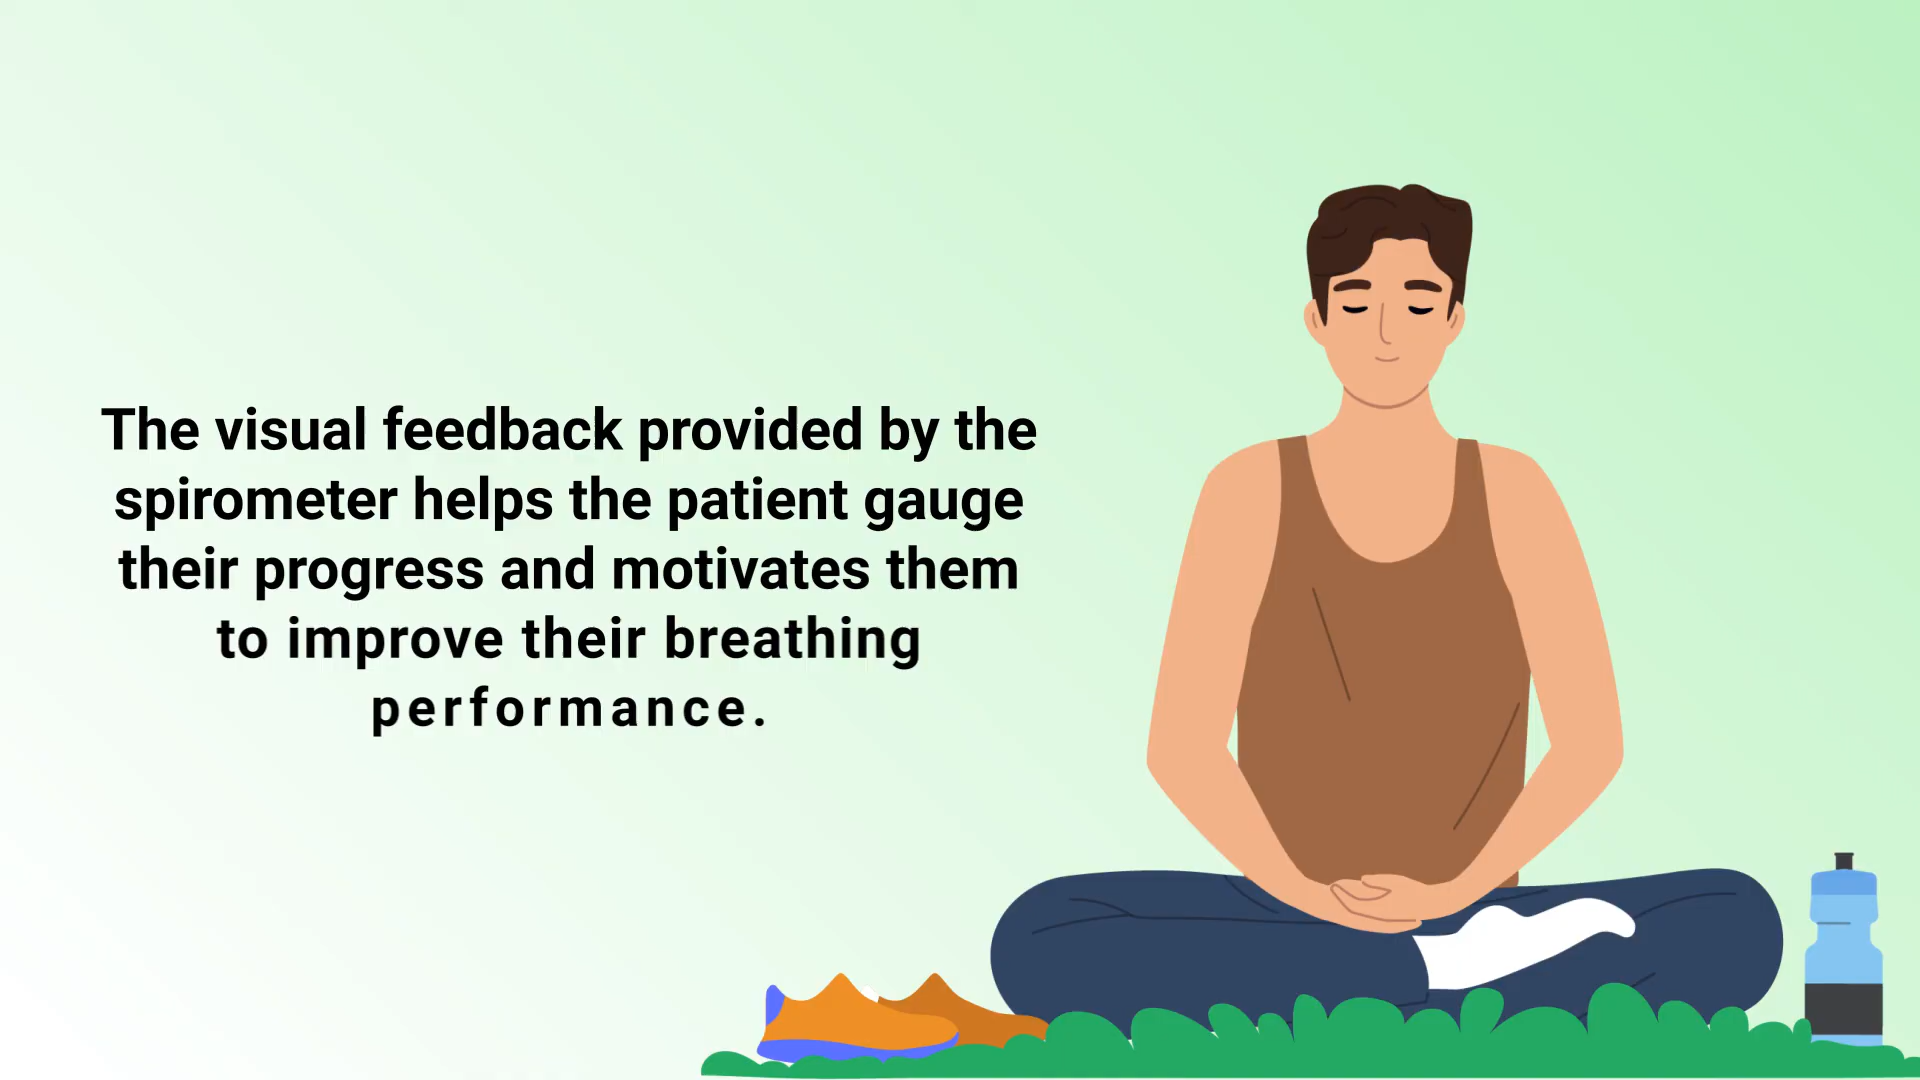 The visual feedback provided by the
spirometer helps the patient gauge
their progress and motivates them
to improve their breathing
performance.